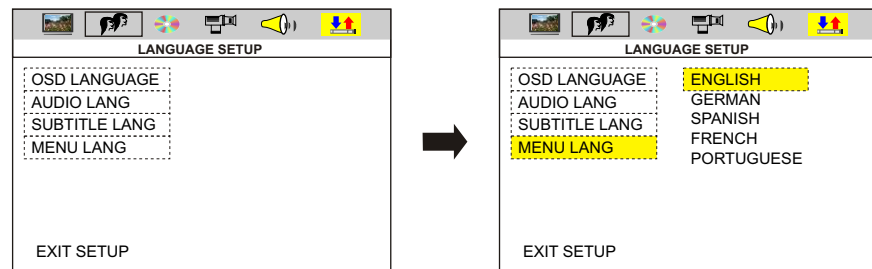 LANGUAGE SETUP
OSD LANGUAGE
AUDIO LANG
SUBTITLE LANG
MENU LANG
EXIT SETUP
LANGUAGE SETUP
OSD LANGUAGE
AUDIO LANG
SUBTITLE LANG
MENU LANG
ENGLISH
GERMAN
SPANISH
FRENCH
PORTUGUESE
EXIT SETUP